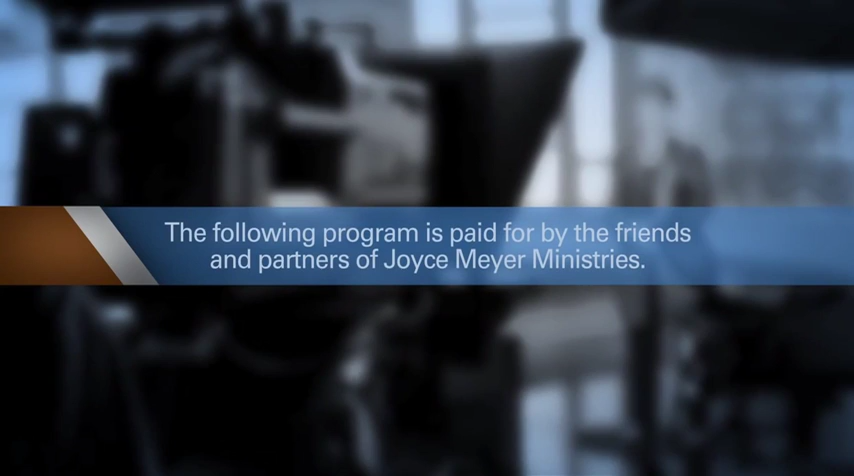 The following program is paid for by the friends
and partners of Joyce Meyer Ministries.